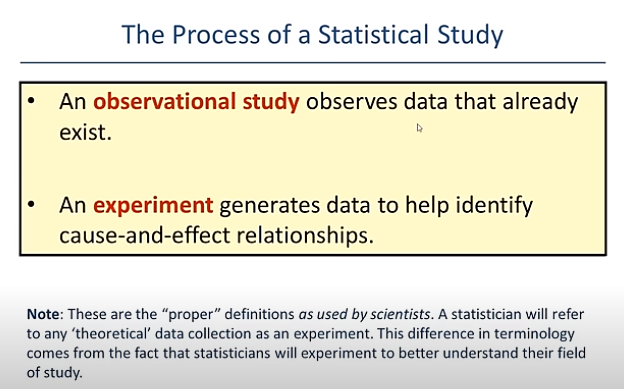 The Process of a Statistical Study
• An observational study observes data that already
exist.
• An experiment generates data to help identify
cause-and-effect relationships.
Note: These are the “proper” definitions as used by scientists. A statistician will refer
to any ‘theoretical’ data collection as an experiment. This difference in terminology
comes from the fact that statisticians will experiment to better understand their field
of study.